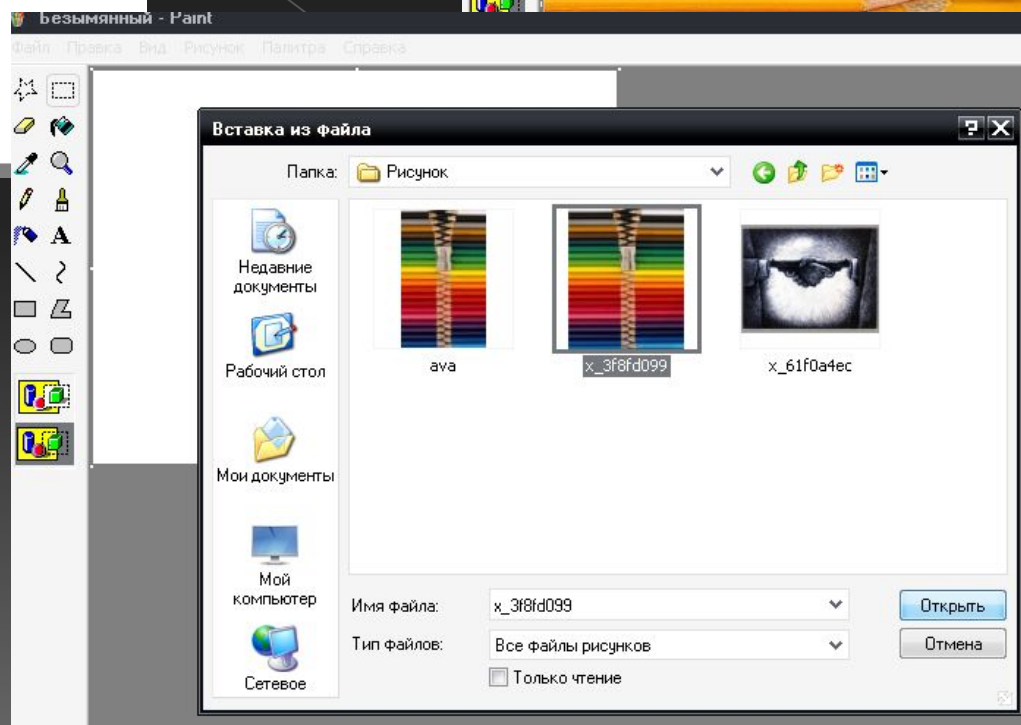 Безымянный - Paint
Файл Правка Вид Рисунок Палитра Справка
A
Вставка из файла
Папка:
Рисунок
Недавние
документы
Рабочий стол
Мои документы
Мой
компьютер
Сетевое
ava
x_3f8fd099
x_61f0a4ec
Имя файла:
x_3f8fd099
Открыть
Тип файлов:
Все файлы рисунков
Отмена
Только чтение